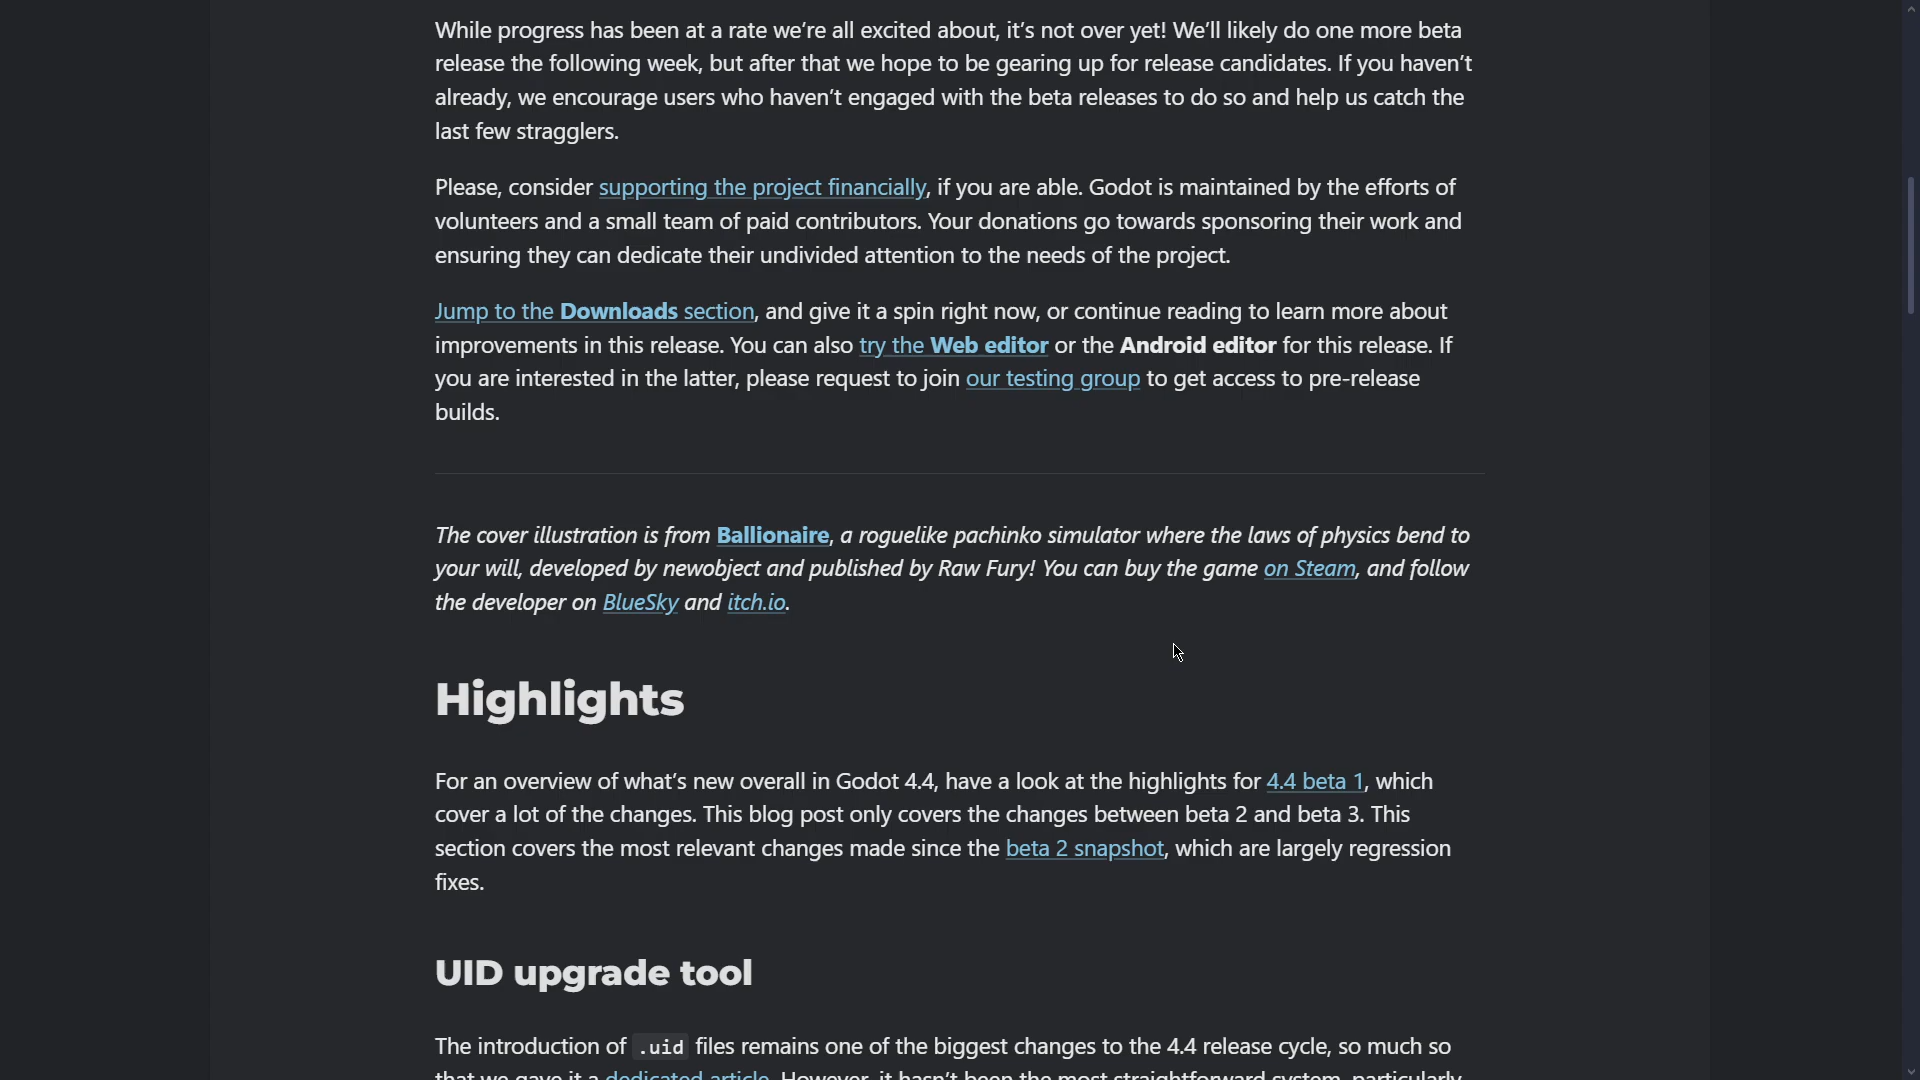 While progress has been at a rate we’re all excited about, it’s not over yet! We’ll likely do one more beta
release the following week, but after that we hope to be gearing up for release candidates. If you haven’t
already, we encourage users who haven’t engaged with the beta releases to do so and help us catch the
last few stragglers.
Please, consider supporting the project financially, if you are able. Godot is maintained by the efforts of
volunteers and a small team of paid contributors. Your donations go towards sponsoring their work and
ensuring they can dedicate their undivided attention to the needs of the project.
Jump to the Downloads section, and give it a spin right now, or continue reading to learn more about
improvements in this release. You can also try the Web editor or the Android editor for this release. If
you are interested in the latter, please request to join our testing group to get access to pre-release
builds.
The cover illustration is from Ballionaire, a roguelike pachinko simulator where the laws of physics bend to
your will, developed by newobject and published by Raw Fury! You can buy the game on Steam, and follow
the developer on BlueSky and itch.io.
Highlights
For an overview of what’s new overall in Godot 4.4, have a look at the highlights for 4.4 beta 1, which
cover a lot of the changes. This blog post only covers the changes between beta 2 and beta 3. This
section covers the most relevant changes made since the beta 2 snapshot, which are largely regression
fixes.
UID upgrade tool
The introduction of .uid files remains one of the biggest changes to the 4.4 release cycle, so much so
that we gave it a dedicated article. However, it hasn’t been the most straightforward system, particularly